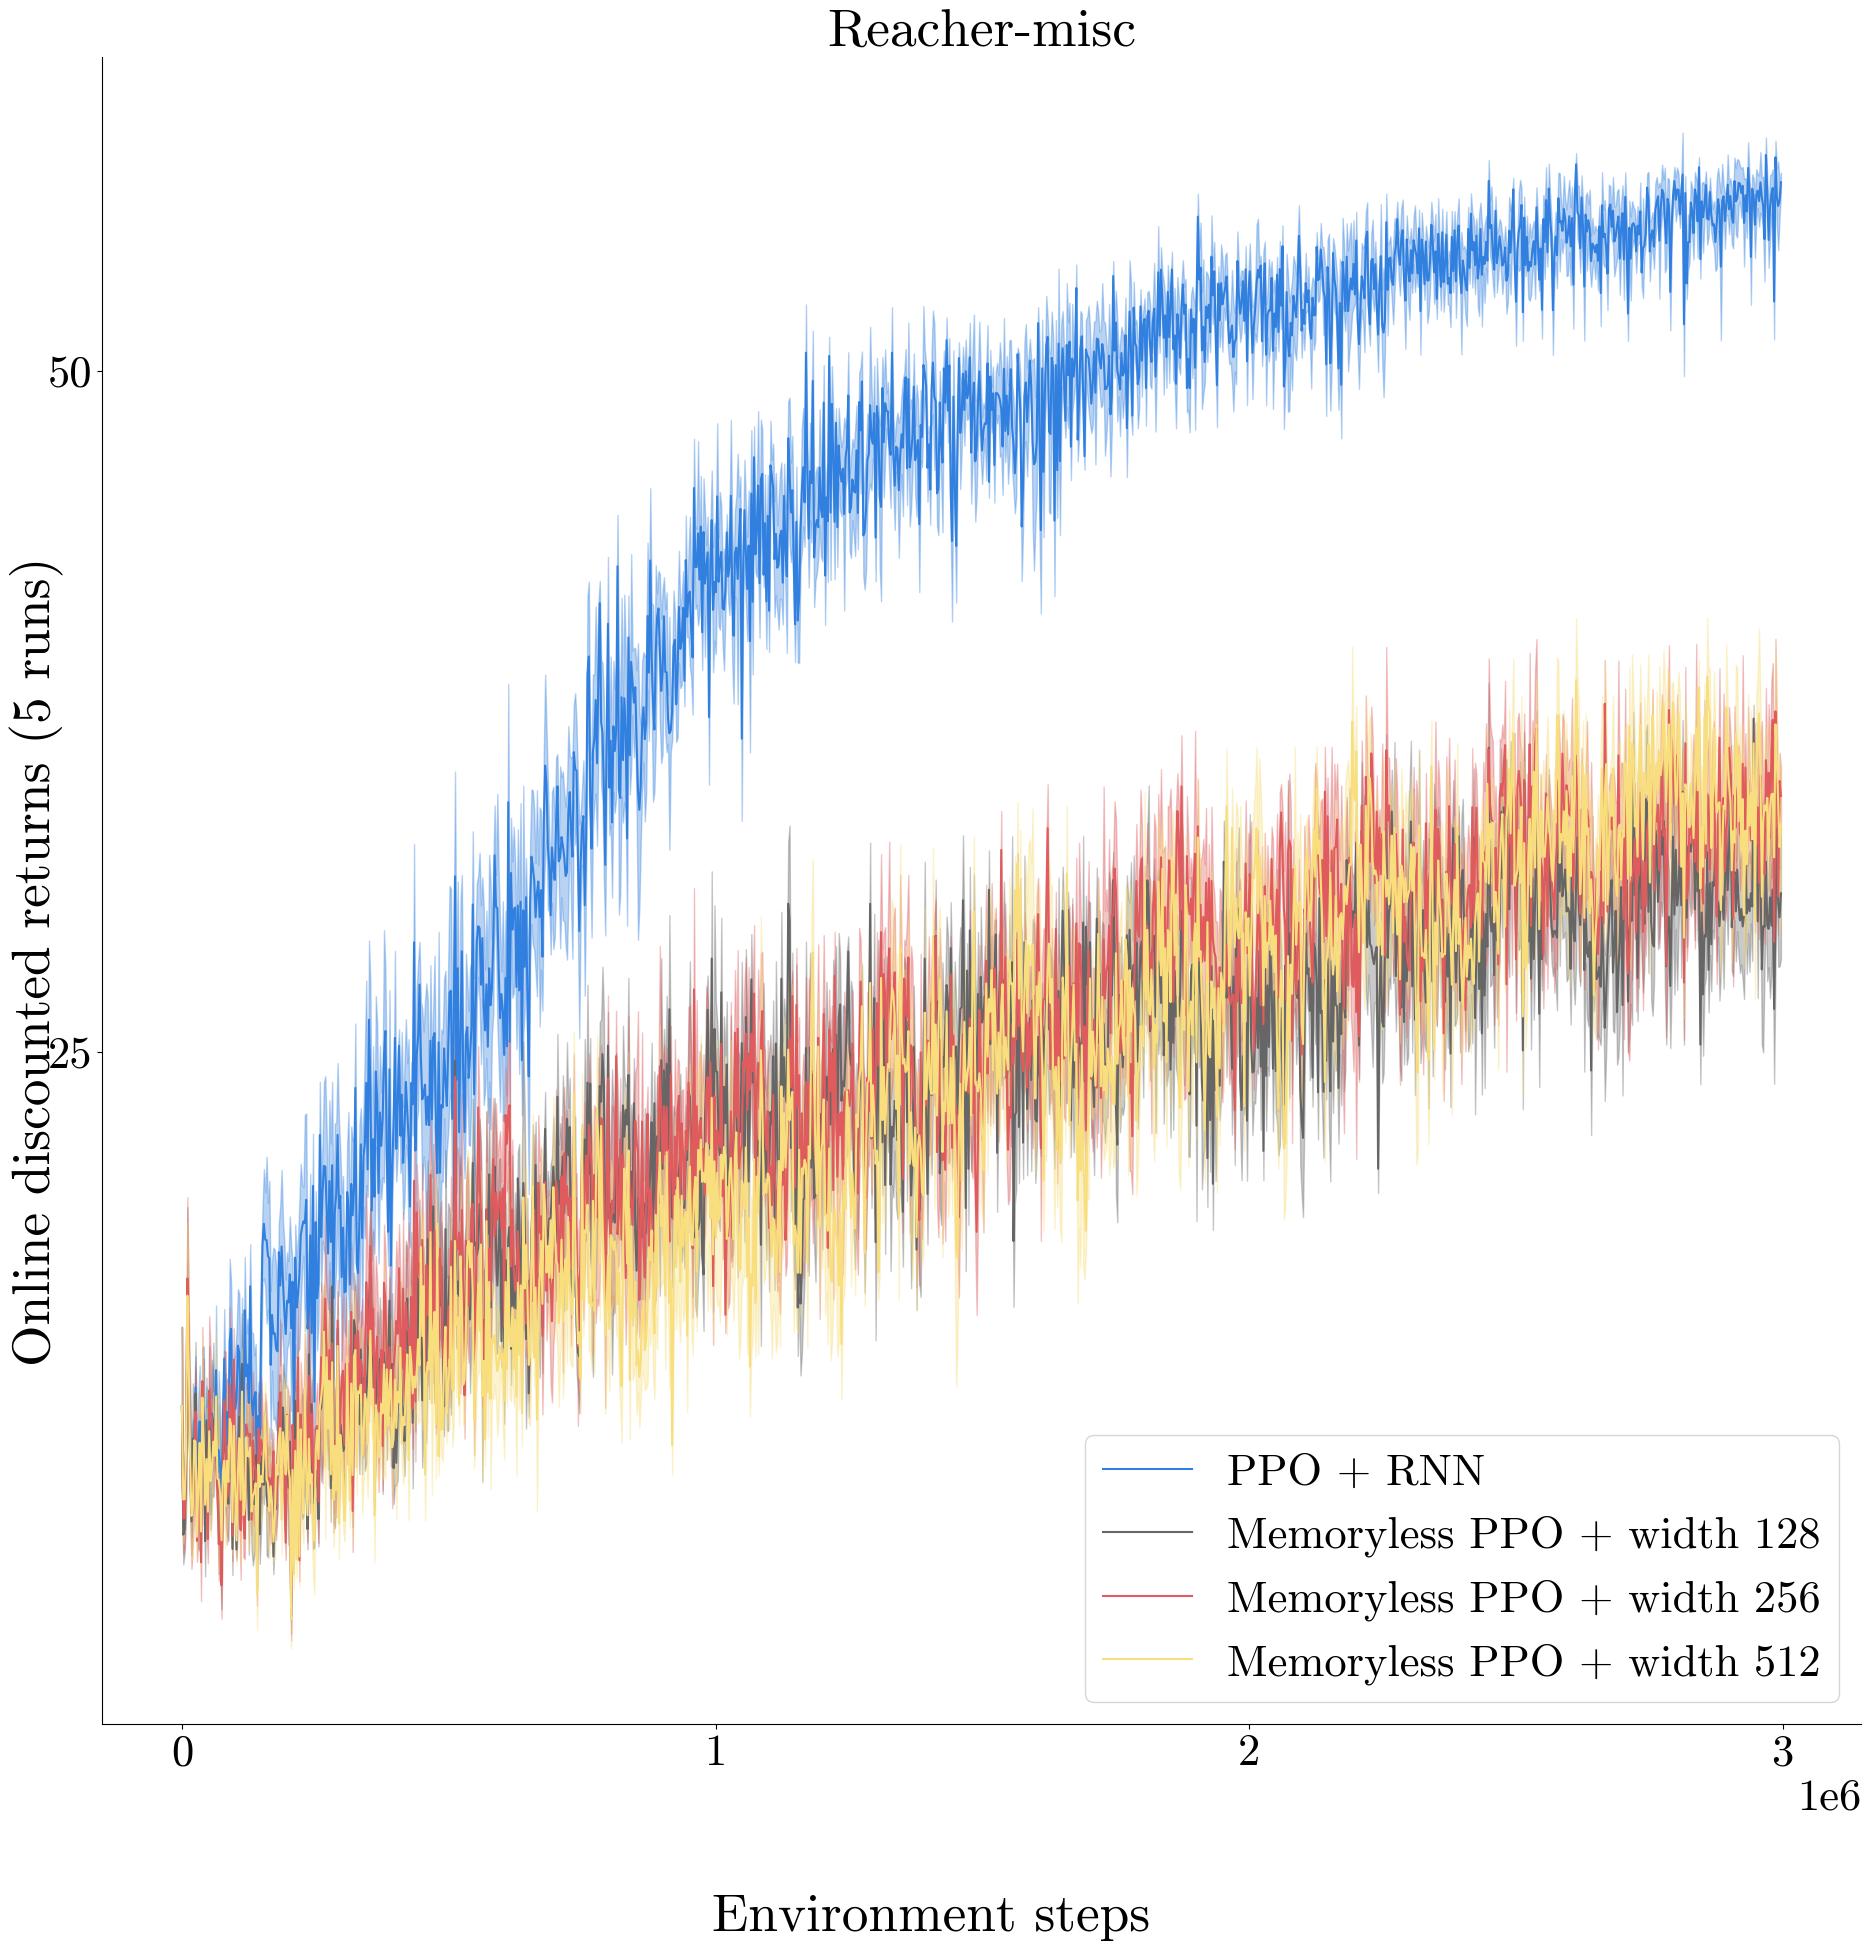 Reacher-misc
Online discounted returns (5 runs)
50
25
PPO + RNN
Memoryless PPO + width 128
Memoryless PPO + width 256
Memoryless PPO + width 512
0 1 2 3
1e6
Environment steps